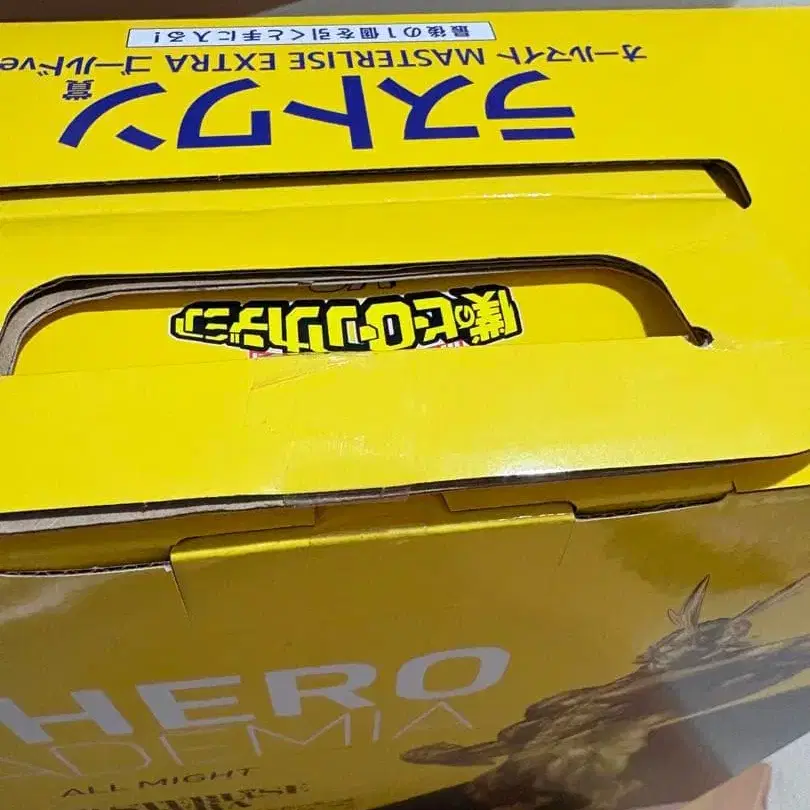 ラストワン賞
オールマイト MASTERLISE EXTRA ゴールドve
最後の1個を引くと手に入る!
僕のヒーローアカデミア
HERO
ADEMIA
ALL MIGHT